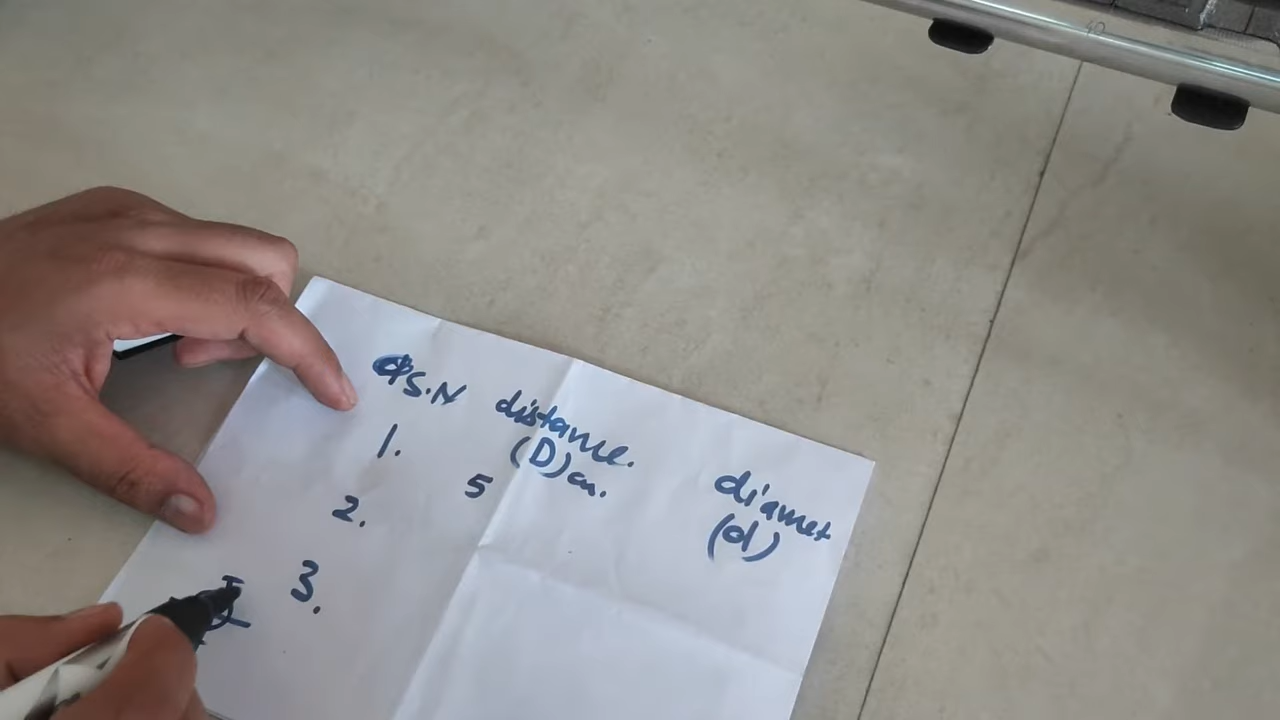 S.N distance. diamet
(D)cm. (d)
1. 5
2.
3.